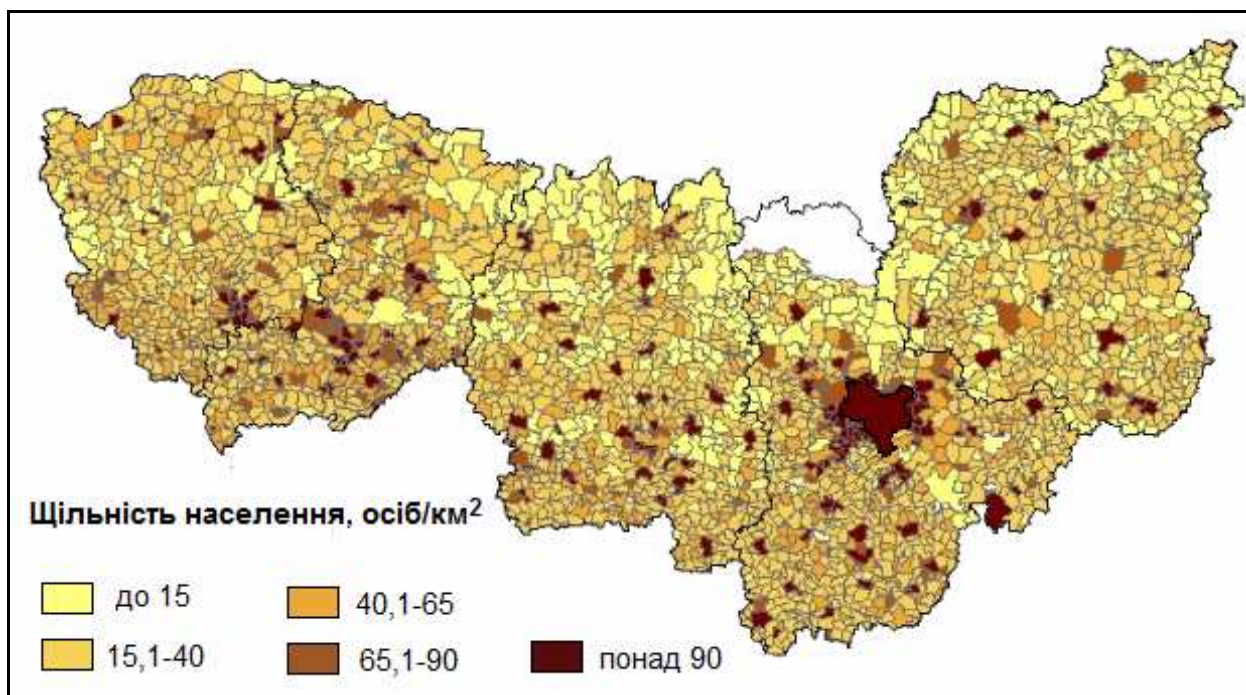 Щільність населення, осіб/км²
до 15
40,1-65
15,1-40
65,1-90
понад 90